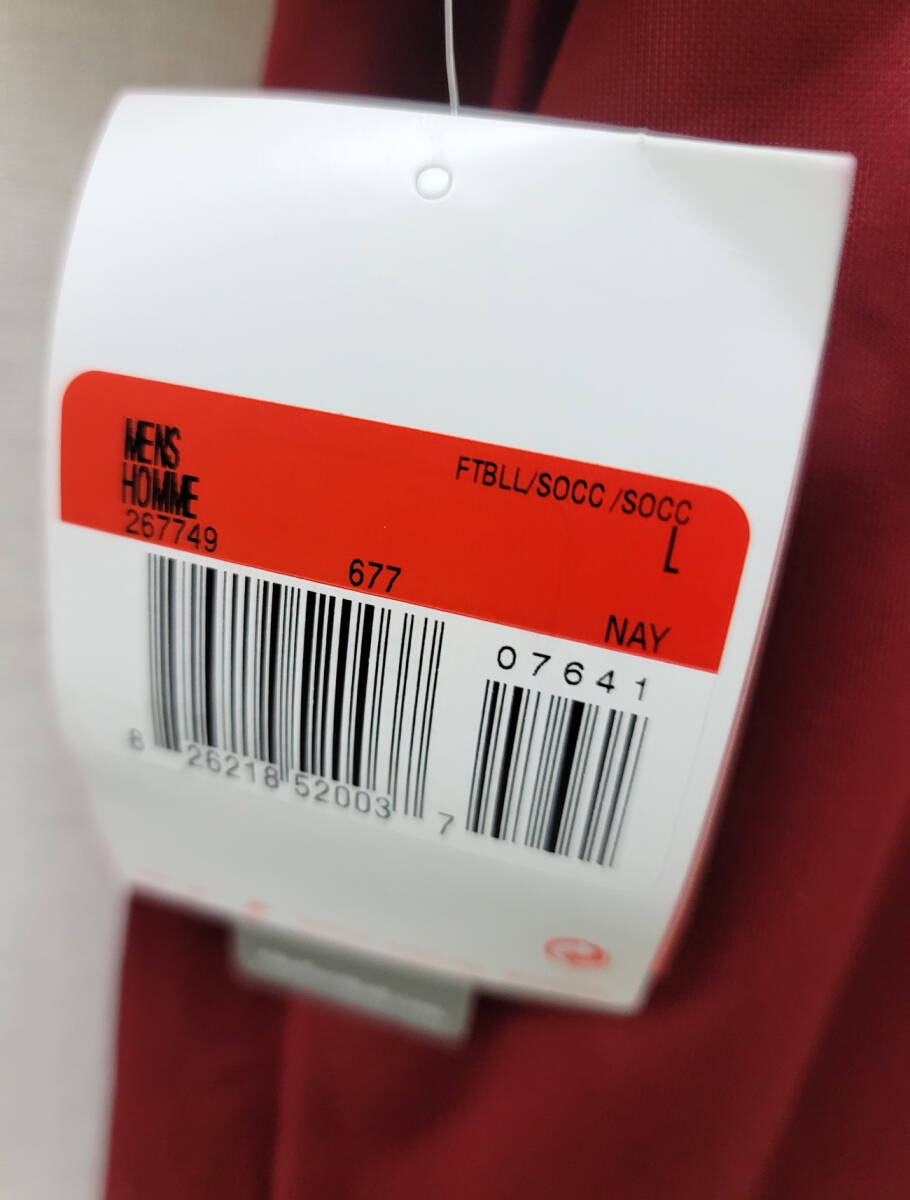 MENS
HOMME
267749
677
FTBLL/SOCC /SOCC
L
NAY
07641
8 26218 52003 7